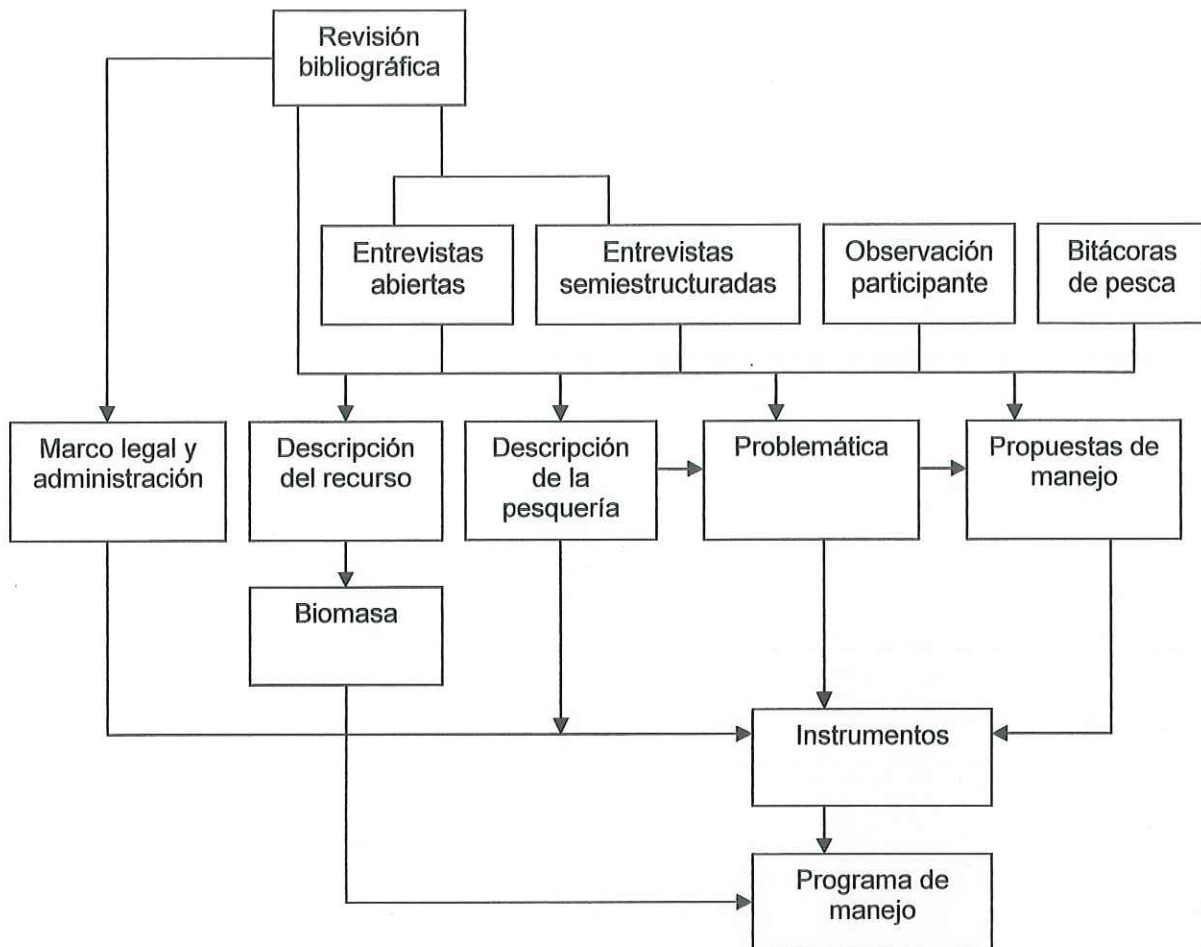 Revisión
bibliográfica
Entrevistas
abiertas
Entrevistas
semiestructuradas
Observación
participante
Bitácoras
de pesca
Marco legal y
administración
Descripción
del recurso
Descripción
de la
pesquería
Problemática
Propuestas de
manejo
Biomasa
Instrumentos
Programa de
manejo